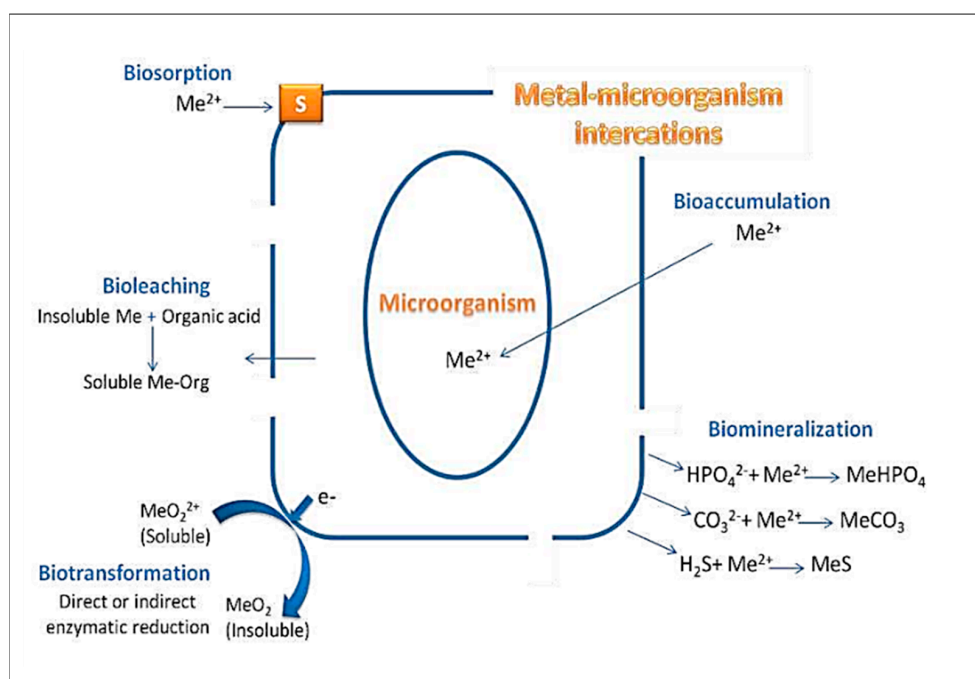 Metal-microorganism
intercations
Biosorption
Me²⁺
S
Bioaccumulation
Me²⁺
Microorganism
Me²⁺
Bioleaching
Insoluble Me + Organic acid
Soluble Me-Org
Biomineralization
HPO₄²⁻+ Me²⁺ → MeHPO₄
CO₃²⁻+ Me²⁺ → MeCO₃
H₂S+ Me²⁺ → MeS
e-
MeO₂²⁺
(Soluble)
Biotransformation
Direct or indirect
enzymatic reduction
MeO₂
(Insoluble)